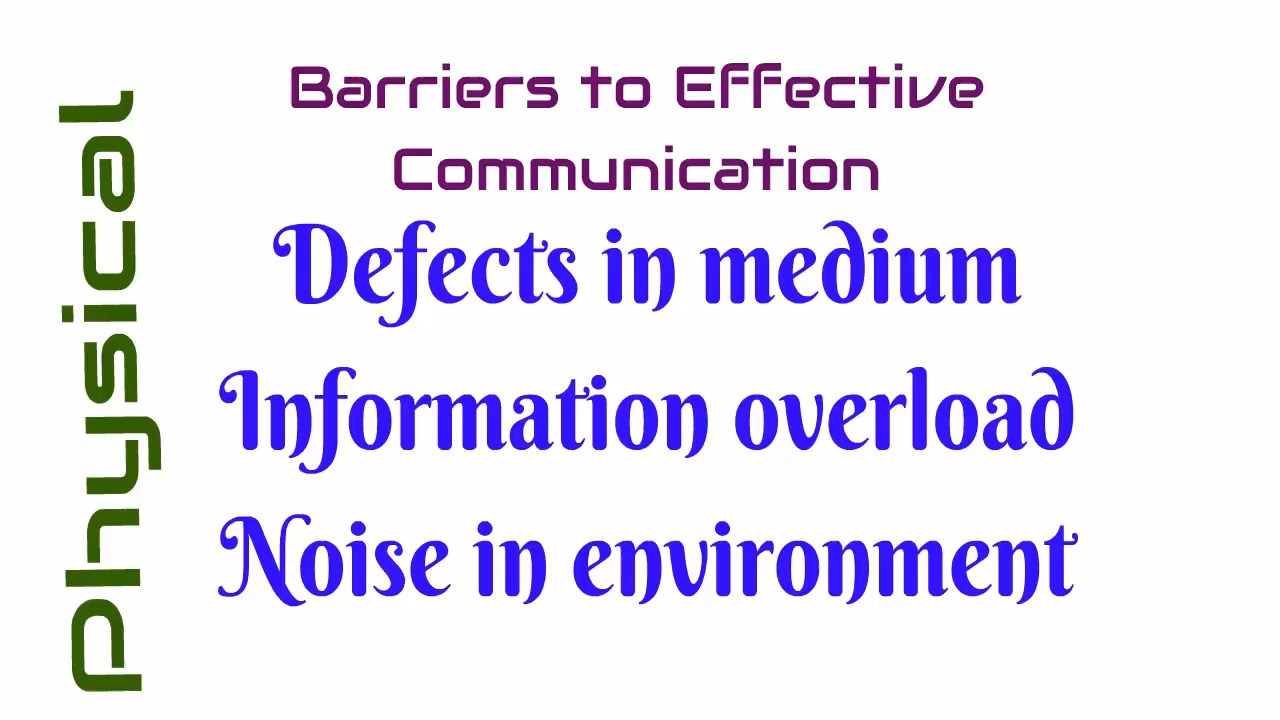 Barriers to Effective
Communication
Physical
Defects in medium
Information overload
Noise in environment